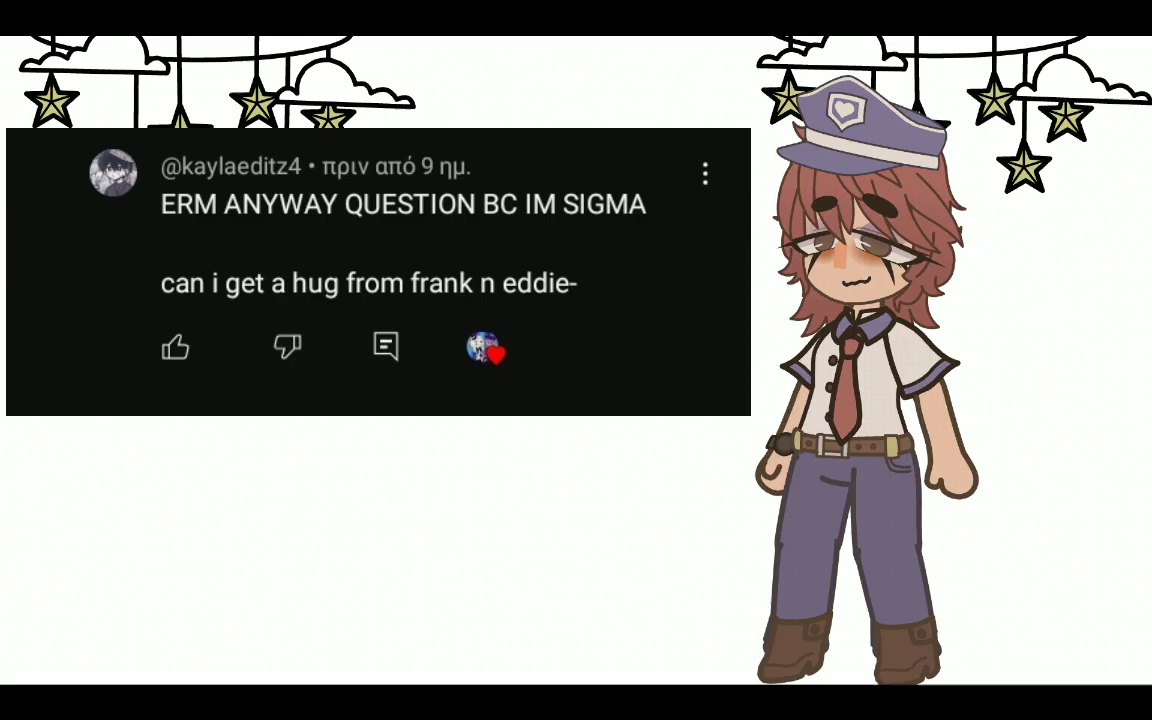 @kaylaeditz4 • πριν από 9 ημ.
ERM ANYWAY QUESTION BC IM SIGMA
can i get a hug from frank n eddie-